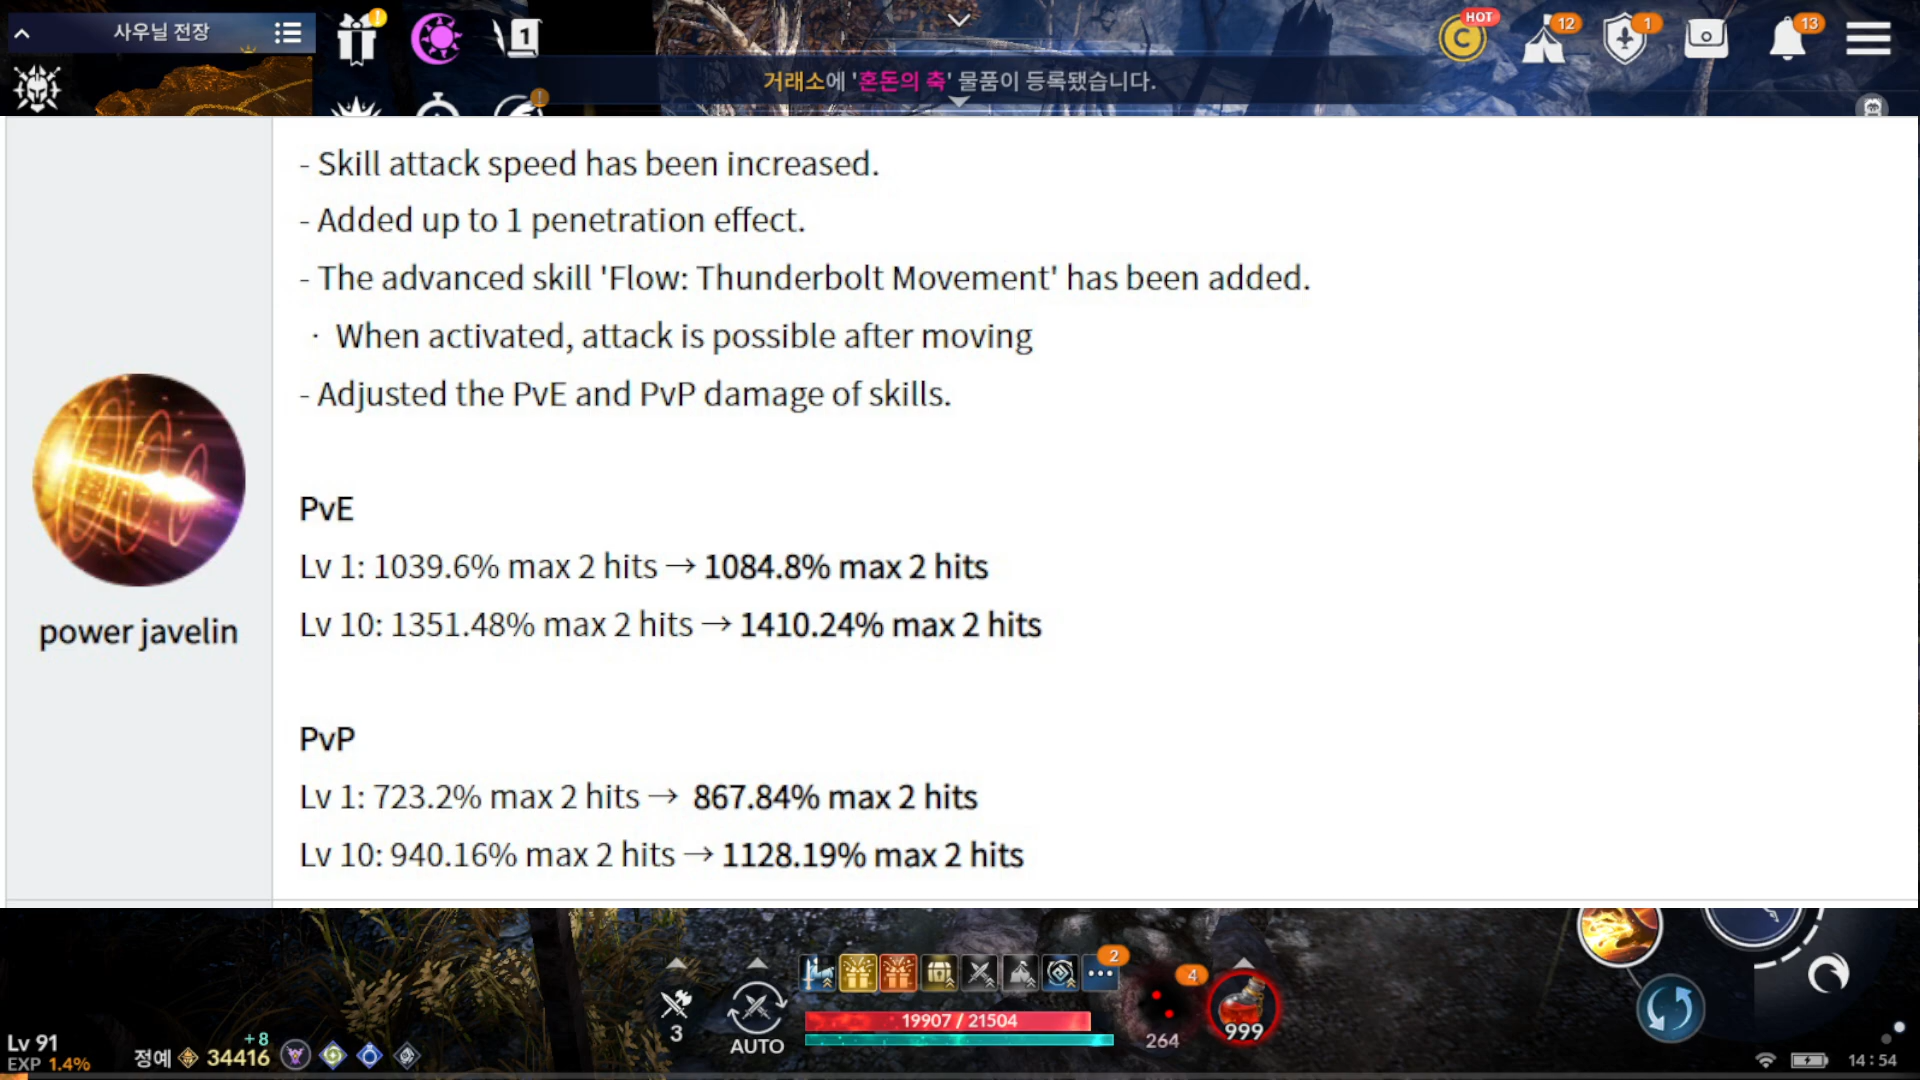 사우닐 전장
!
1
HOT
12
1
13
거래소에 '혼돈의 축' 물품이 등록됐습니다.
- Skill attack speed has been increased.
- Added up to 1 penetration effect.
- The advanced skill 'Flow: Thunderbolt Movement' has been added.
· When activated, attack is possible after moving
- Adjusted the PvE and PvP damage of skills.
power javelin
PvE
Lv 1: 1039.6% max 2 hits → 1084.8% max 2 hits
Lv 10: 1351.48% max 2 hits → 1410.24% max 2 hits
PvP
Lv 1: 723.2% max 2 hits → 867.84% max 2 hits
Lv 10: 940.16% max 2 hits → 1128.19% max 2 hits
2
4
3
AUTO
19907 / 21504
264
999
Lv 91
EXP 1.4%
정예
+8
34416
14:54